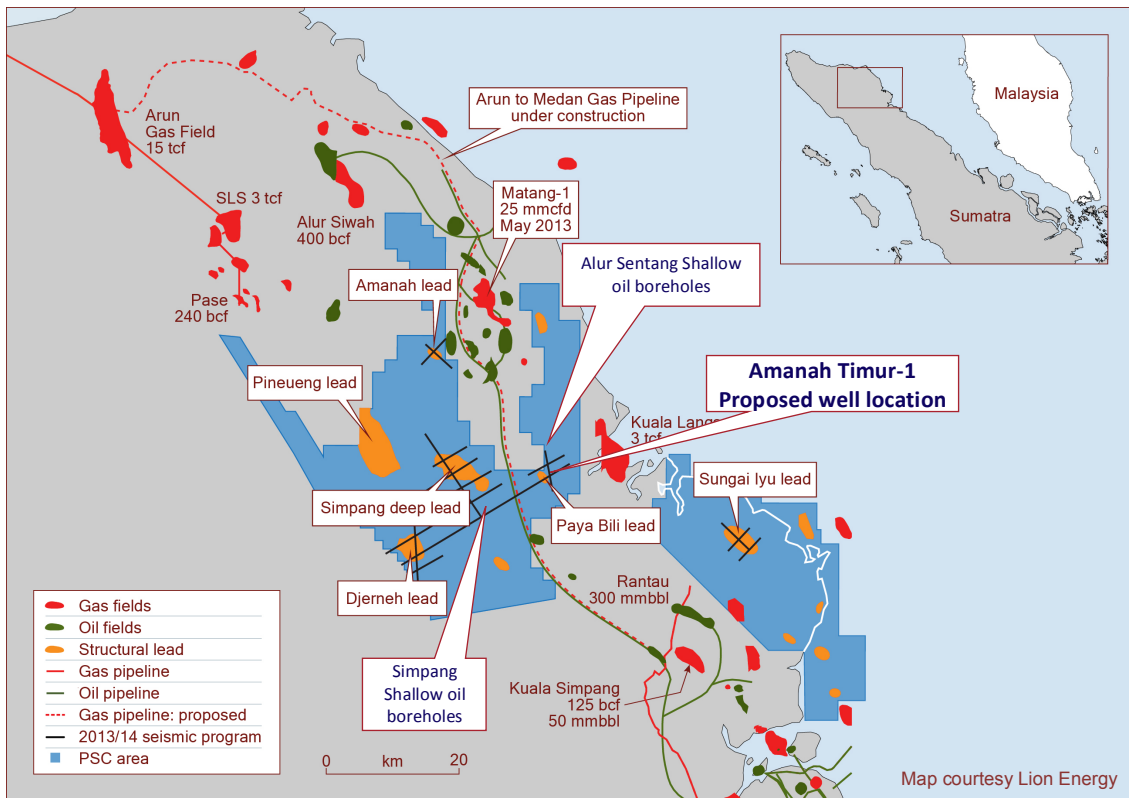 Malaysia
Sumatra
Arun to Medan Gas Pipeline
under construction
Arun
Gas Field
15 tcf
SLS 3 tcf
Alur Siwah
400 bcf
Matang-1
25 mmcfd
May 2013
Alur Sentang Shallow
oil boreholes
Amanah lead
Pase
240 bcf
Amanah Timur-1
Proposed well location
Pineueng lead
Kuala
3 tcf
Sungai Iyu lead
Simpang deep lead
Paya Bili lead
Djerneh lead
Rantau
300 mmbbl
Simpang
Shallow oil
boreholes
Kuala Simpang
125 bcf
50 mmbbl
Gas fields
Oil fields
Structural lead
Gas pipeline
Oil pipeline
Gas pipeline: proposed
2013/14 seismic program
PSC area
0 km 20
Map courtesy Lion Energy